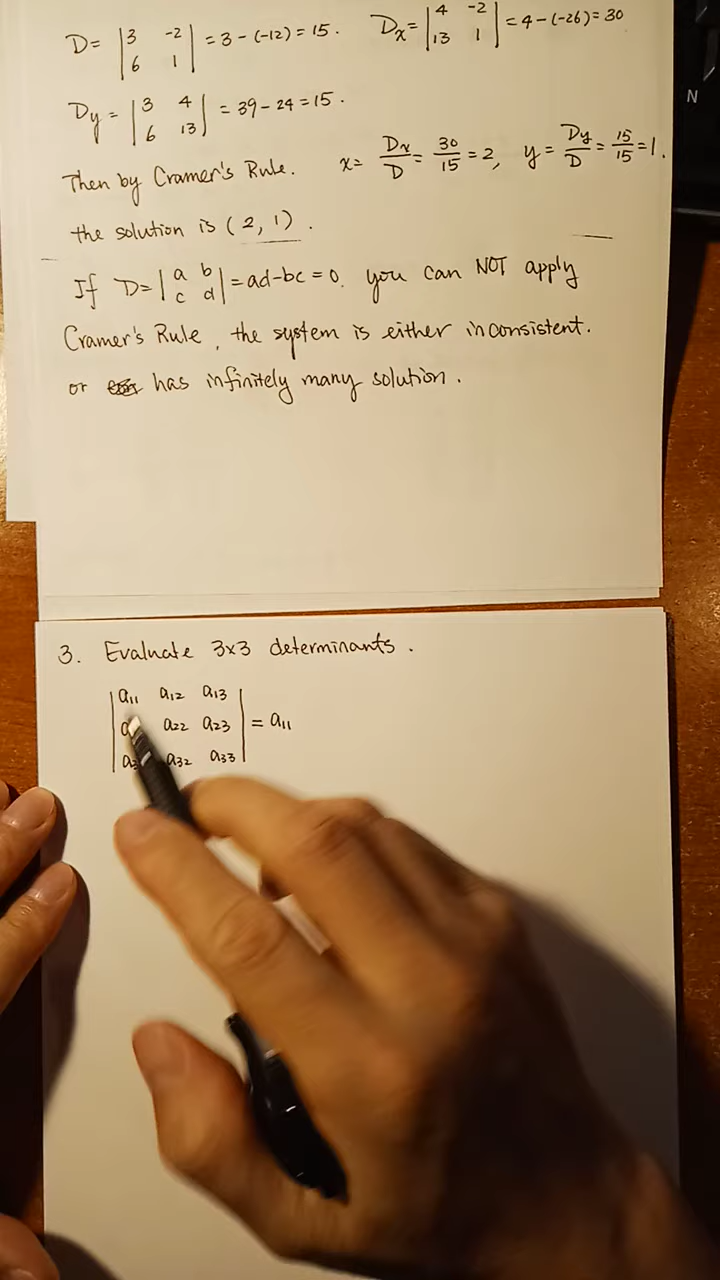 D = | 3 -2 | = 3 - (-12) = 15. Dx = | 4 -2 | = 4 - (-26) = 30
6 1 13 1
Dy = | 3 4 | = 39 - 24 = 15.
6 13
Then by Cramer's Rule. x = Dx/D = 30/15 = 2, y = Dy/D = 15/15 = 1.
the solution is (2, 1).
If D = | a b | = ad - bc = 0. you can NOT apply
c d
Cramer's Rule, the system is either inconsistent.
or has infinitely many solution.
3. Evaluate 3x3 determinants.
a11 a12 a13
a22 a23 = a11
a32 a33
N